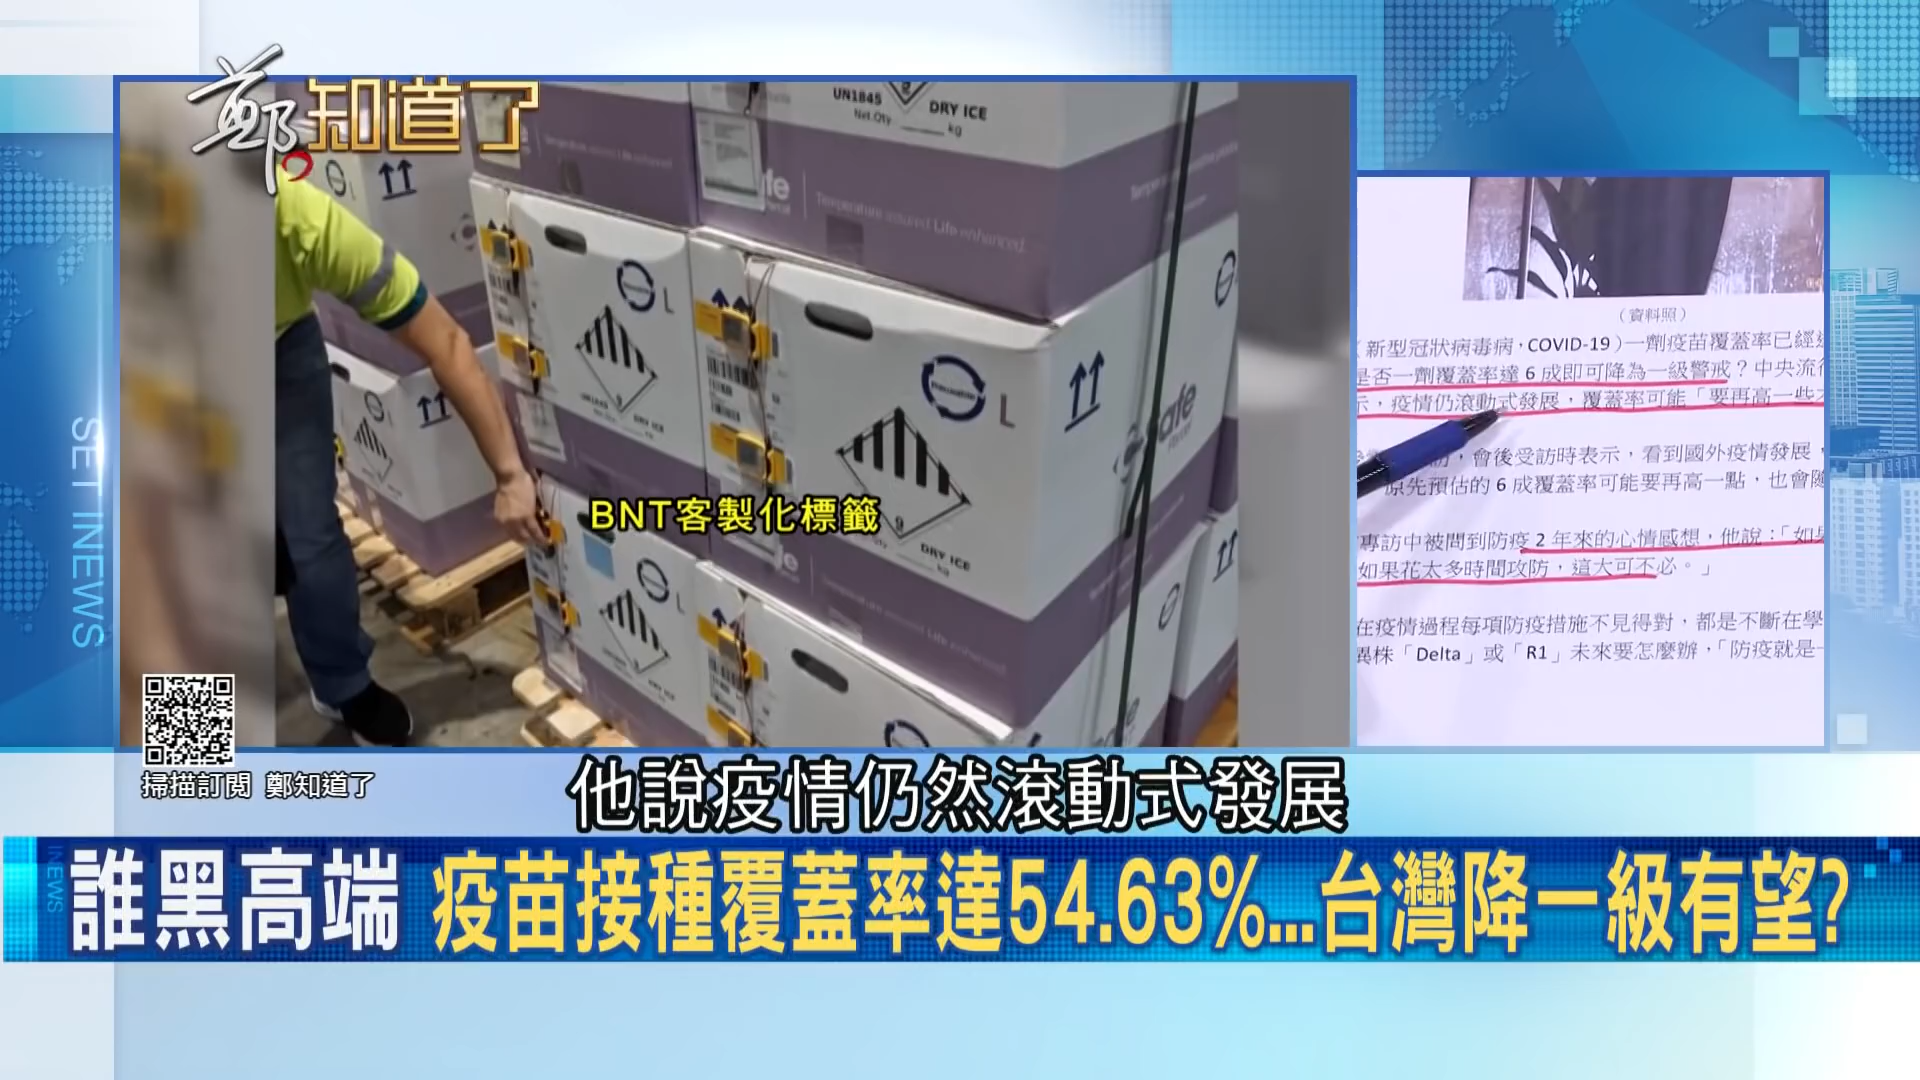 鄭知道了
UN1845
Net.Qty ____ kg
DRY ICE
Temperature assured Life enhanced
L
L
afe
DRY ICE
kg
9
BNT客製化標籤
SET INEWS
（資料照）
（新型冠狀病毒病，COVID-19）一劑疫苗覆蓋率已經
是否一劑覆蓋率達 6 成即可降為一級警戒？中央流
示，疫情仍滾動式發展，覆蓋率可能「要再高一些
訪，會後受訪時表示，看到國外疫情發展，
原先預估的 6 成覆蓋率可能要再高一點，也會
專訪中被問到防疫 2 年來的心情感想，他說：「如
如果花太多時間攻防，這大可不必。」
在疫情過程每項防疫措施不見得對，都是不斷在學
異株「Delta」或「R1」未來要怎麼辦，「防疫就是
掃描訂閱 鄭知道了
他說疫情仍然滾動式發展
INEWS
誰黑高端 疫苗接種覆蓋率達54.63%...台灣降一級有望?